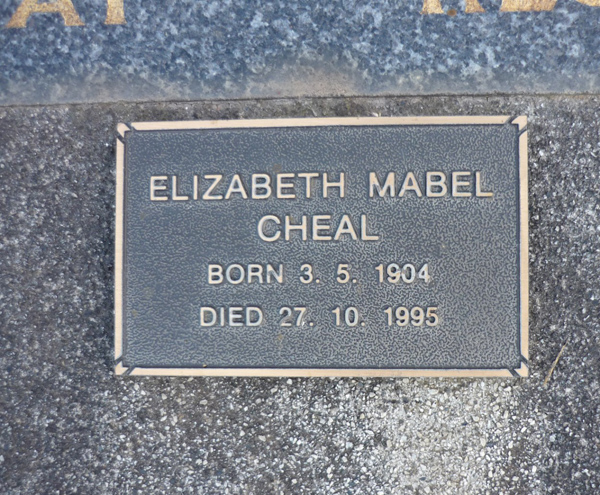 ELIZABETH MABEL
CHEAL
BORN 3. 5. 1904
DIED 27. 10. 1995